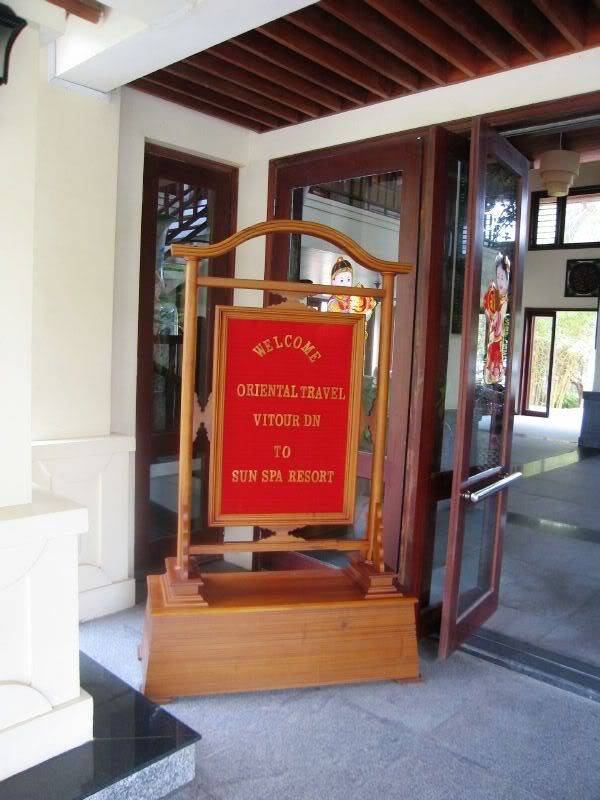 WELCOME
ORIENTAL TRAVEL
VITOUR DN
TO
SUN SPA RESORT